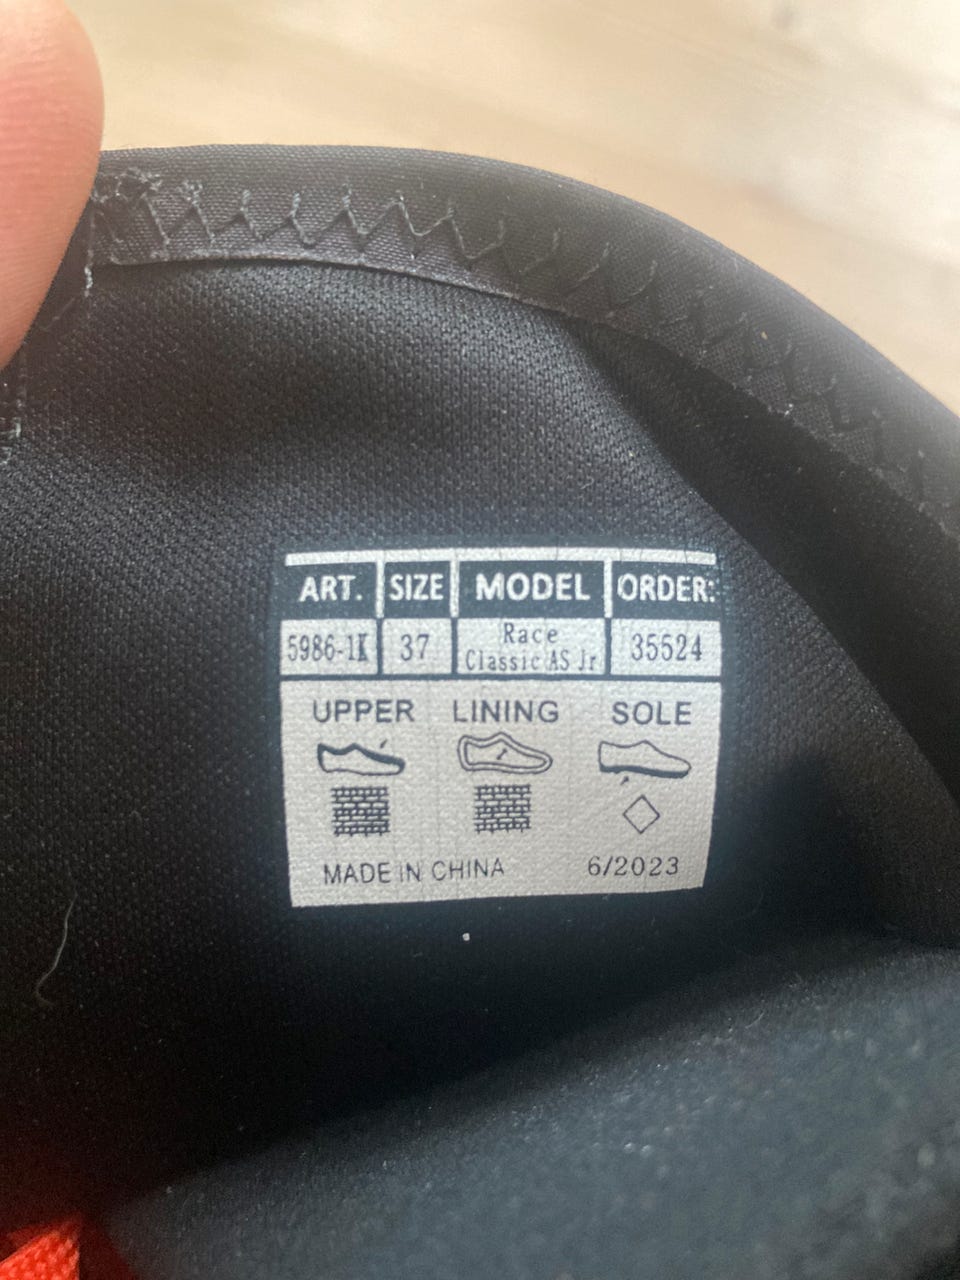 ART. SIZE MODEL ORDER:
5986-1K 37 Race Classic AS Jr 35524
UPPER LINING SOLE
MADE IN CHINA 6/2023